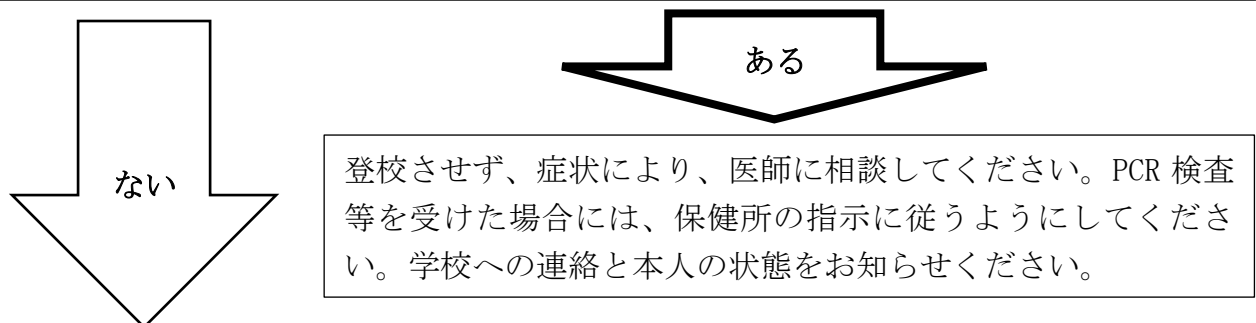 ある
ない
登校させず、症状により、医師に相談してください。PCR 検査
等を受けた場合には、保健所の指示に従うようにしてくださ
い。学校への連絡と本人の状態をお知らせください。